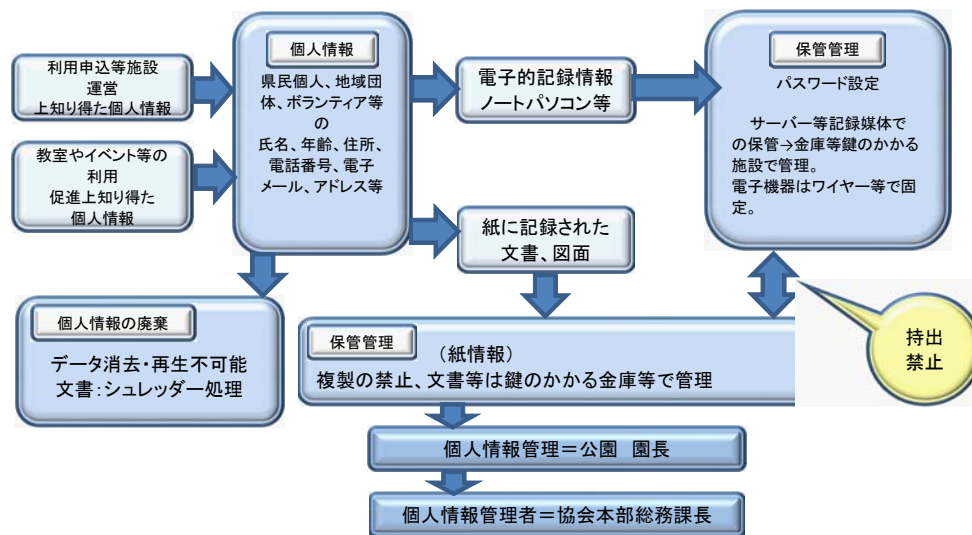 利用申込等施設
運営
上知り得た個人情報
教室やイベント等の
利用
促進上知り得た
個人情報
個人情報
県民個人、地域団
体、ボランティア等
の
氏名、年齢、住所、
電話番号、電子
メール、アドレス等
電子的記録情報
ノートパソコン等
紙に記録された
文書、図面
保管管理
パスワード設定
サーバー等記録媒体で
の保管→金庫等鍵のかかる
施設で管理。
電子機器はワイヤー等で固
定。
個人情報の廃棄
データ消去・再生不可能
文書：シュレッダー処理
保管管理
（紙情報）
複製の禁止、文書等は鍵のかかる金庫等で管理
持出
禁止
個人情報管理＝公園　園長
個人情報管理者＝協会本部総務課長